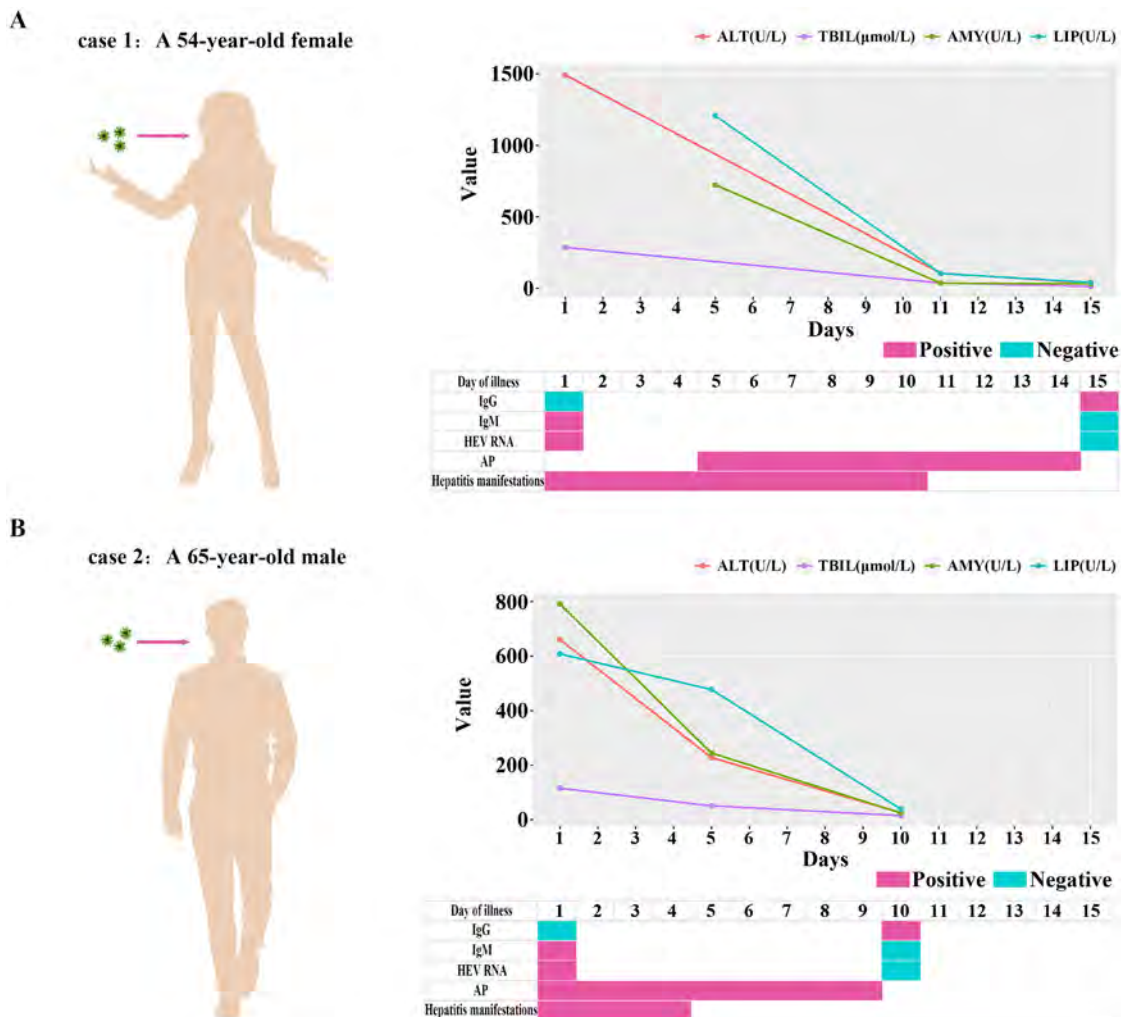 A
case 1: A 54-year-old female
ALT(U/L) TBIL(μmol/L) AMY(U/L) LIP(U/L)
1500
1000
500
0
Value
1 2 3 4 5 6 7 8 9 10 11 12 13 14 15
Days
Positive Negative
Day of illness 1 2 3 4 5 6 7 8 9 10 11 12 13 14 15
IgG
IgM
HEV RNA
AP
Hepatitis manifestations
B
case 2: A 65-year-old male
ALT(U/L) TBIL(μmol/L) AMY(U/L) LIP(U/L)
800
600
400
200
0
Value
1 2 3 4 5 6 7 8 9 10 11 12 13 14 15
Days
Positive Negative
Day of illness 1 2 3 4 5 6 7 8 9 10 11 12 13 14 15
IgG
IgM
HEV RNA
AP
Hepatitis manifestations